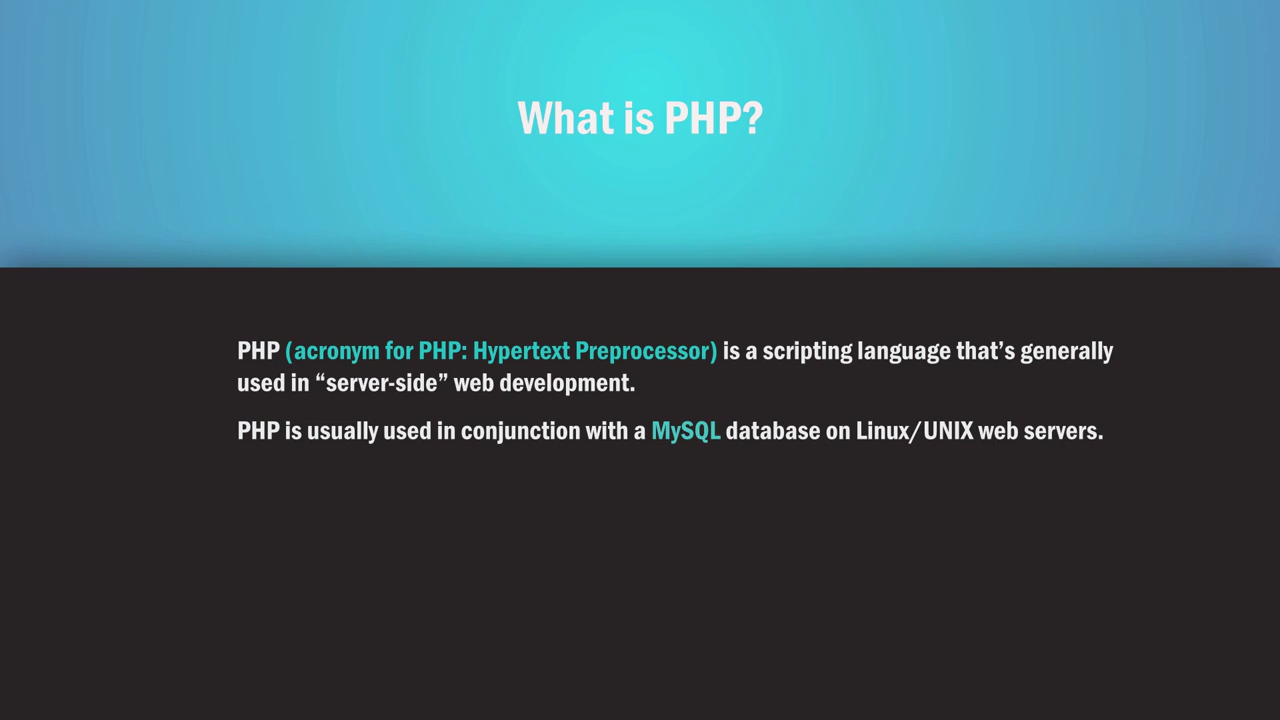 What is PHP?
PHP (acronym for PHP: Hypertext Preprocessor) is a scripting language that’s generally
used in “server-side” web development.
PHP is usually used in conjunction with a MySQL database on Linux/UNIX web servers.